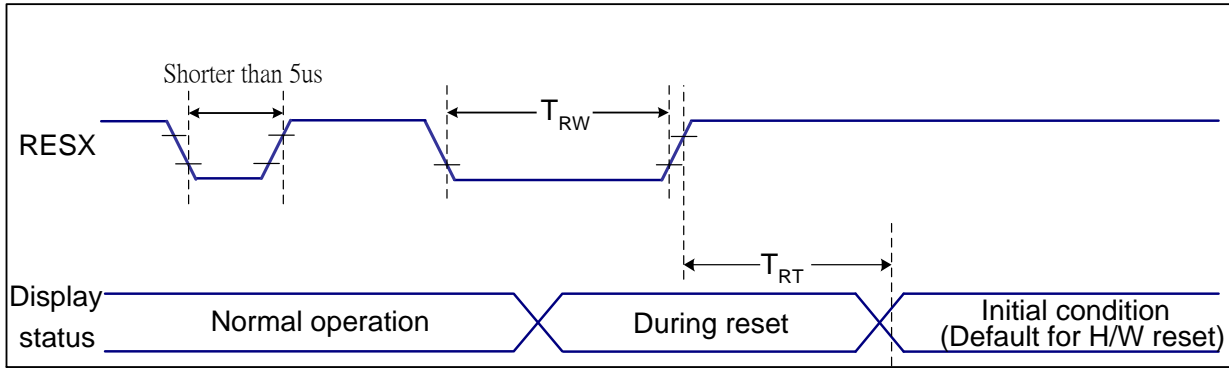 Shorter than 5us
RESX
TRW
TRT
Display
status
Normal operation
During reset
Initial condition
(Default for H/W reset)